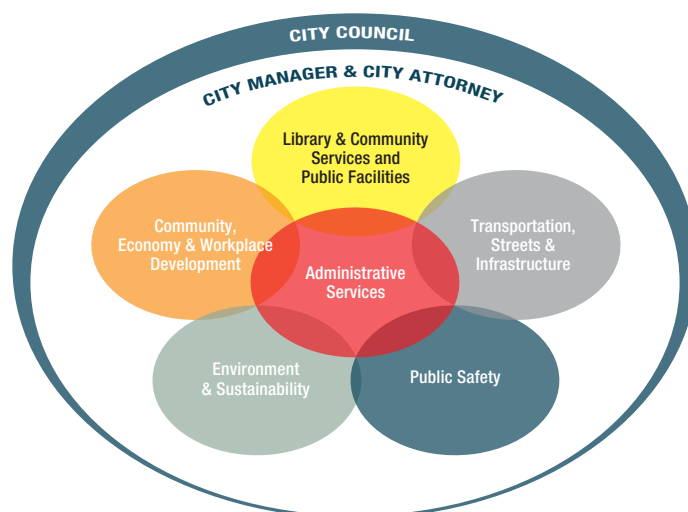 CITY COUNCIL
CITY MANAGER & CITY ATTORNEY
Library & Community
Services and
Public Facilities
Community,
Economy & Workplace
Development
Transportation,
Streets &
Infrastructure
Administrative
Services
Environment
& Sustainability
Public Safety